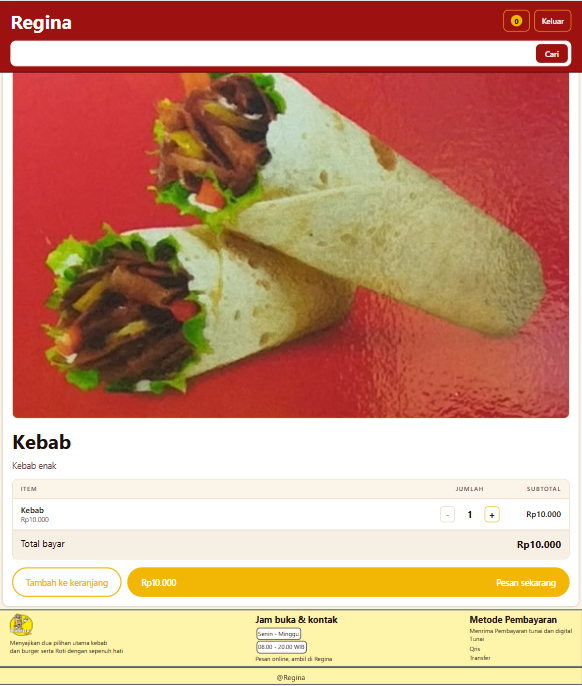 Regina
0
Keluar
Cari
Kebab
Kebab enak
ITEM JUMLAH SUBTOTAL
Kebab
Rp10.000
- 1 +
Rp10.000
Total bayar Rp10.000
Tambah ke keranjang
Rp10.000 Pesan sekarang
Menyajikan dua pilihan utama kebab
dan burger serta Roti dengan sepenuh hati
Jam buka & kontak
Senin - Minggu
08.00 - 20.00 WIB
Pesan online, ambil di Regina
Metode Pembayaran
Menrima Pembayaran tunai dan digital
Tunai
Qris
Transfer
@Regina